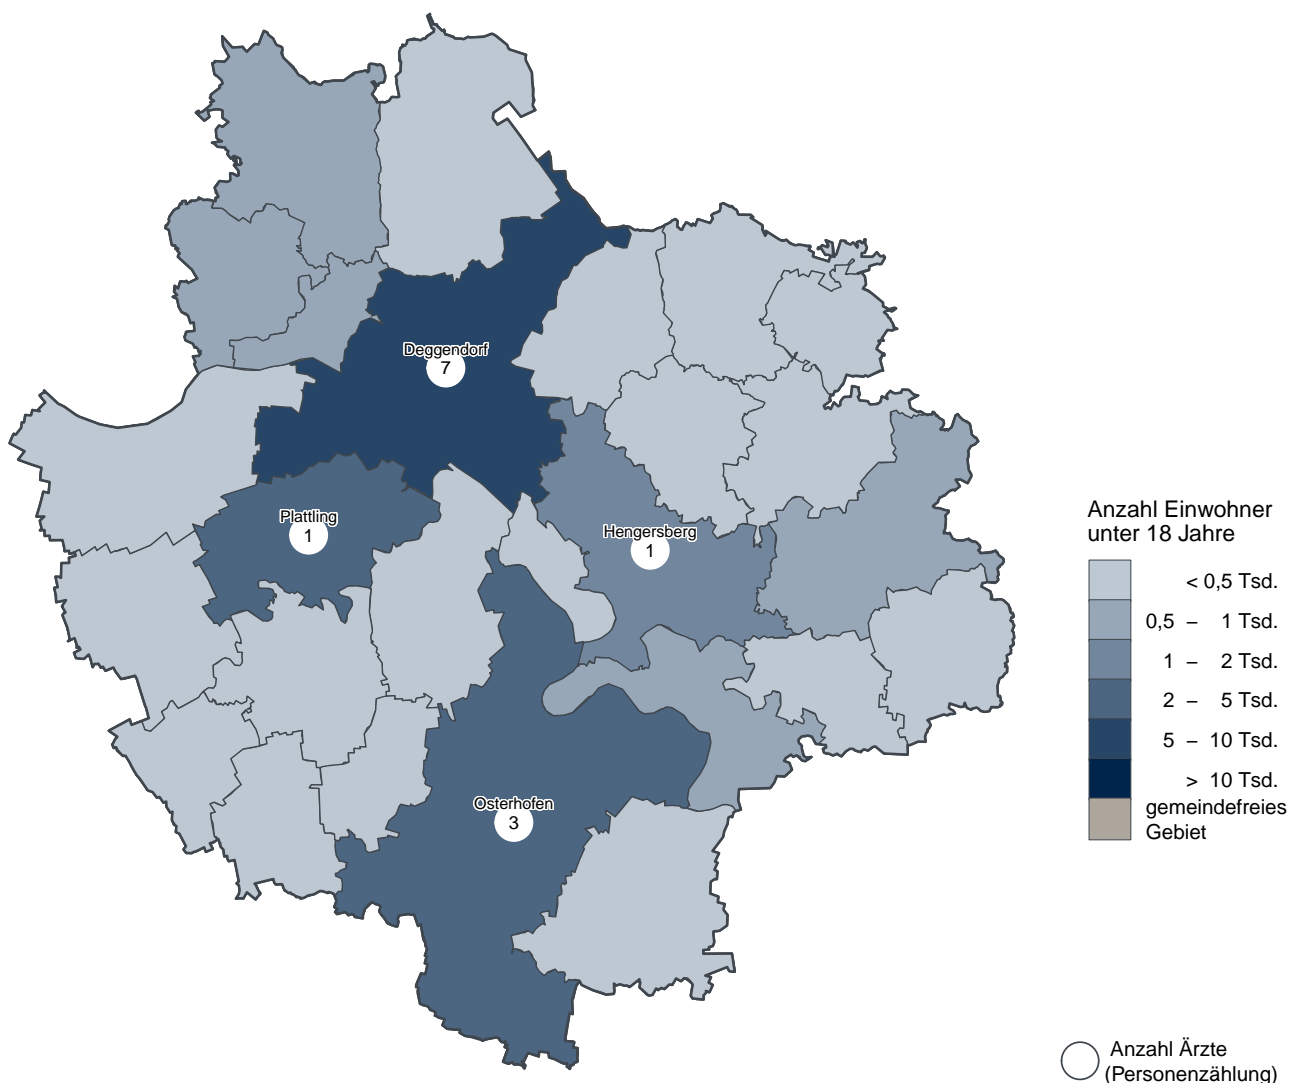 Deggendorf
7
Plattling
1
Hengersberg
1
Osterhofen
3
Anzahl Einwohner
unter 18 Jahre
< 0,5 Tsd.
0,5 – 1 Tsd.
1 – 2 Tsd.
2 – 5 Tsd.
5 – 10 Tsd.
> 10 Tsd.
gemeindefreies
Gebiet
Anzahl Ärzte
(Personenzählung)